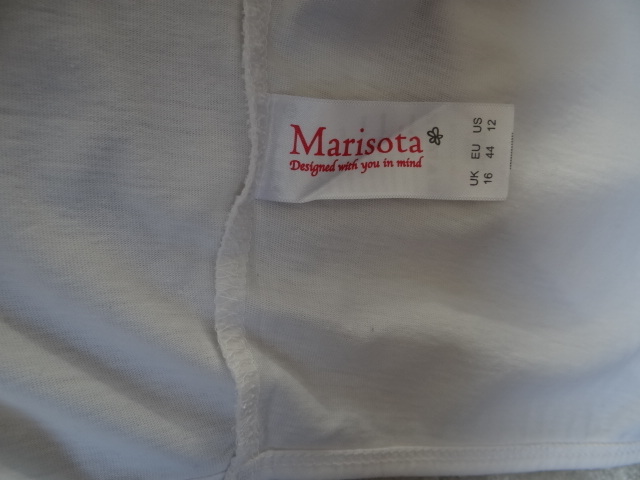 Marisota
Designed with you in mind
UK EU US
16 44 12